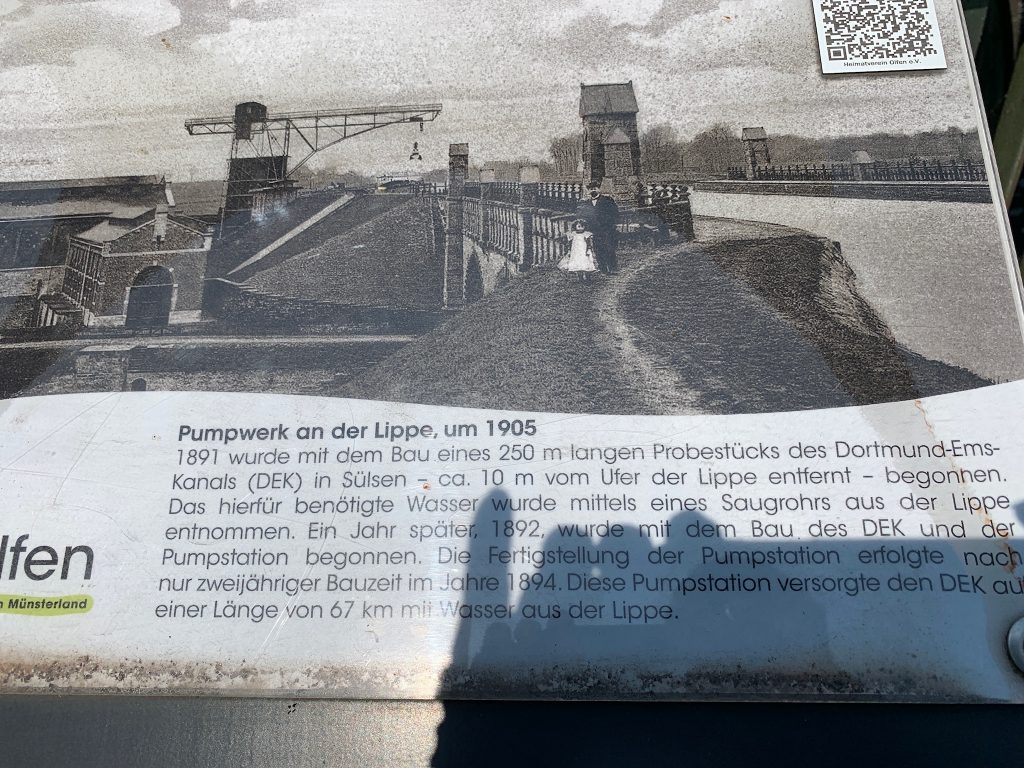 Heimatverein Olfen e.V.
Pumpwerk an der Lippe, um 1905
1891 wurde mit dem Bau eines 250 m langen Probestücks des Dortmund-Ems-
Kanals (DEK) in Sülsen – ca. 10 m vom Ufer der Lippe entfernt – begonnen.
Das hierfür benötigte Wasser wurde mittels eines Saugrohrs aus der Lippe
entnommen. Ein Jahr später, 1892, wurde mit dem Bau des DEK und der
Pumpstation begonnen. Die Fertigstellung der Pumpstation erfolgte nach
nur zweijähriger Bauzeit im Jahre 1894. Diese Pumpstation versorgte den DEK auf
einer Länge von 67 km mit Wasser aus der Lippe.
lfen
n Münsterland